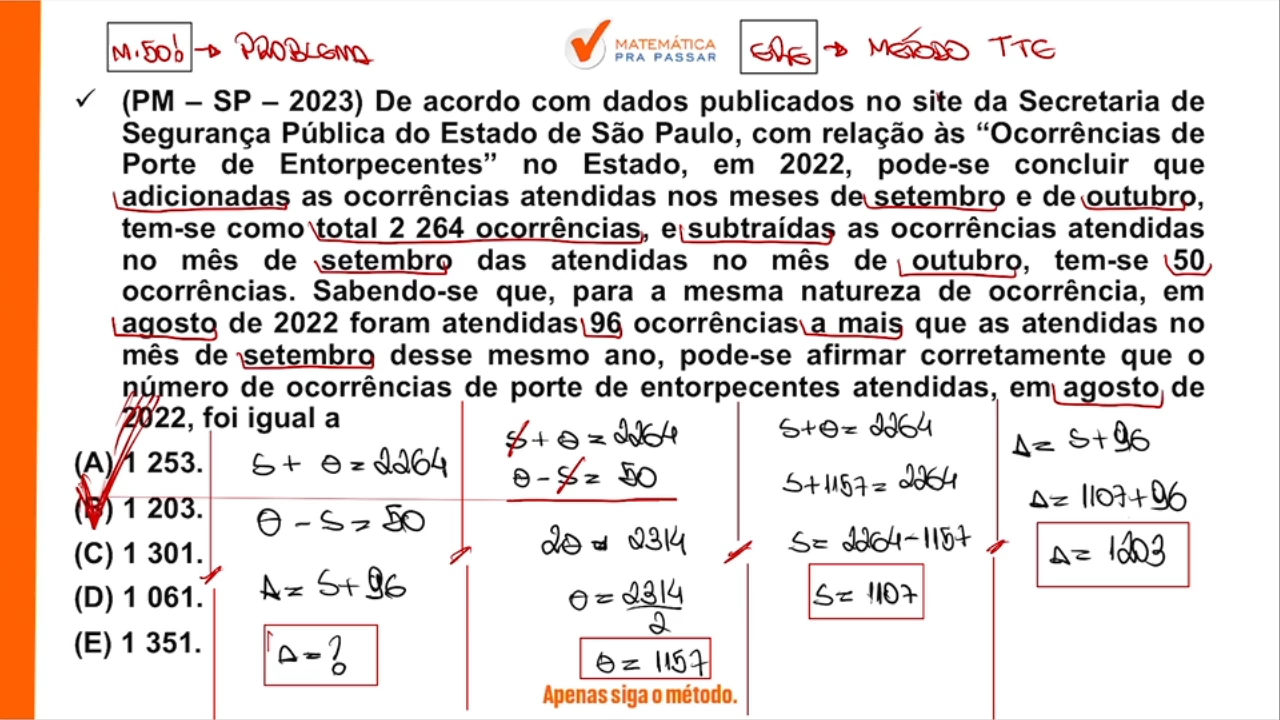 M.50! → PROBLEMA
MATEMÁTICA
PRA PASSAR
→ MÉTODO TTE
✓ (PM – SP – 2023) De acordo com dados publicados no site da Secretaria de
Segurança Pública do Estado de São Paulo, com relação às “Ocorrências de
Porte de Entorpecentes” no Estado, em 2022, pode-se concluir que
adicionadas as ocorrências atendidas nos meses de setembro e de outubro,
tem-se como total 2 264 ocorrências, e subtraídas as ocorrências atendidas
no mês de setembro das atendidas no mês de outubro, tem-se 50
ocorrências. Sabendo-se que, para a mesma natureza de ocorrência, em
agosto de 2022 foram atendidas 96 ocorrências a mais que as atendidas no
mês de setembro desse mesmo ano, pode-se afirmar corretamente que o
número de ocorrências de porte de entorpecentes atendidas, em agosto de
2022, foi igual a
(A) 1 253.
(B) 1 203.
(C) 1 301.
(D) 1 061.
(E) 1 351.
S + O = 2264
O - S = 50
A = S+96
A = ?
S + O = 2264
O - S = 50
2O = 2314
O = 2314
2
O = 1157
S+O = 2264
S+1157 = 2264
S = 2264-1157
S = 1107
A = S+96
A = 1107+96
A = 1203
Apenas siga o método.